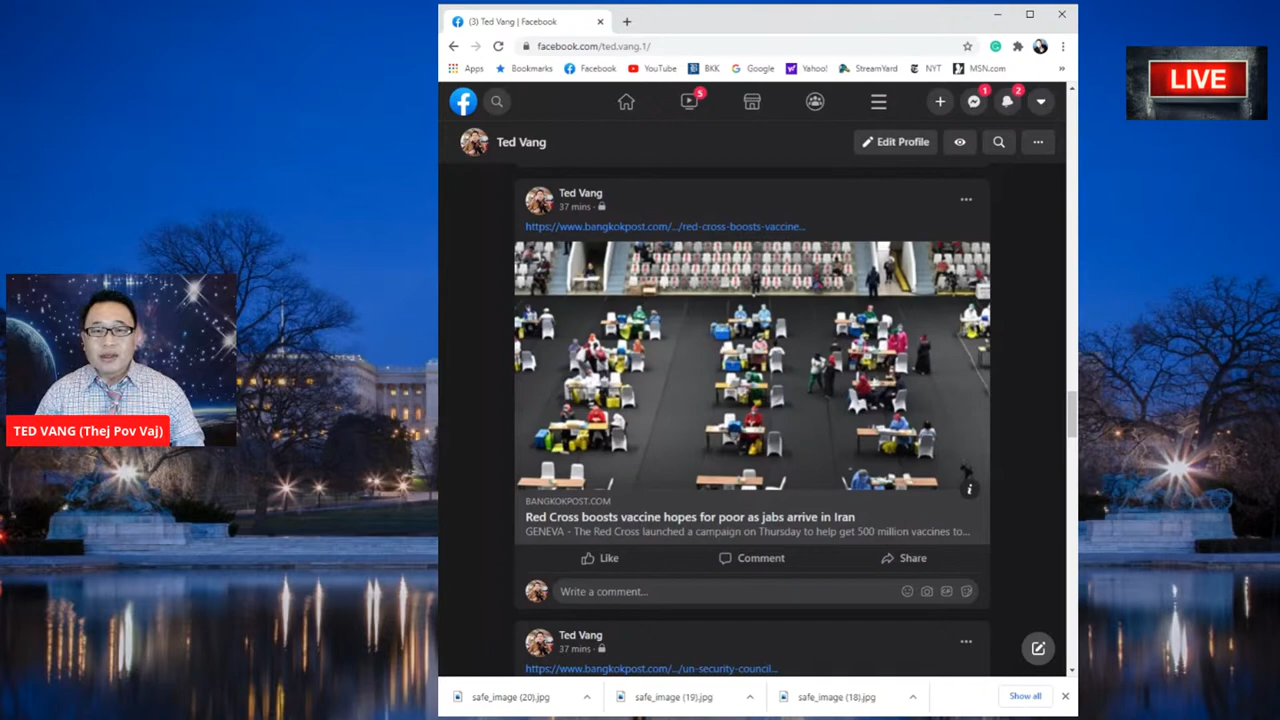 (3) Ted Vang | Facebook
facebook.com/ted.vang.1/
Apps
Bookmarks
Facebook
YouTube
BKK
Google
Yahoo!
StreamYard
NYT
MSN.com
»
LIVE
5
1
2
Ted Vang
Edit Profile
Ted Vang
37 mins ·
https://www.bangkokpost.com/.../red-cross-boosts-vaccine...
BANGKOKPOST.COM
Red Cross boosts vaccine hopes for poor as jabs arrive in Iran
GENEVA - The Red Cross launched a campaign on Thursday to help get 500 million vaccines to...
Like
Comment
Share
Write a comment...
GIF
TED VANG (Thej Pov Vaj)
Ted Vang
37 mins ·
https://www.bangkokpost.com/.../un-security-council...
safe_image (20).jpg
safe_image (19).jpg
safe_image (18).jpg
Show all